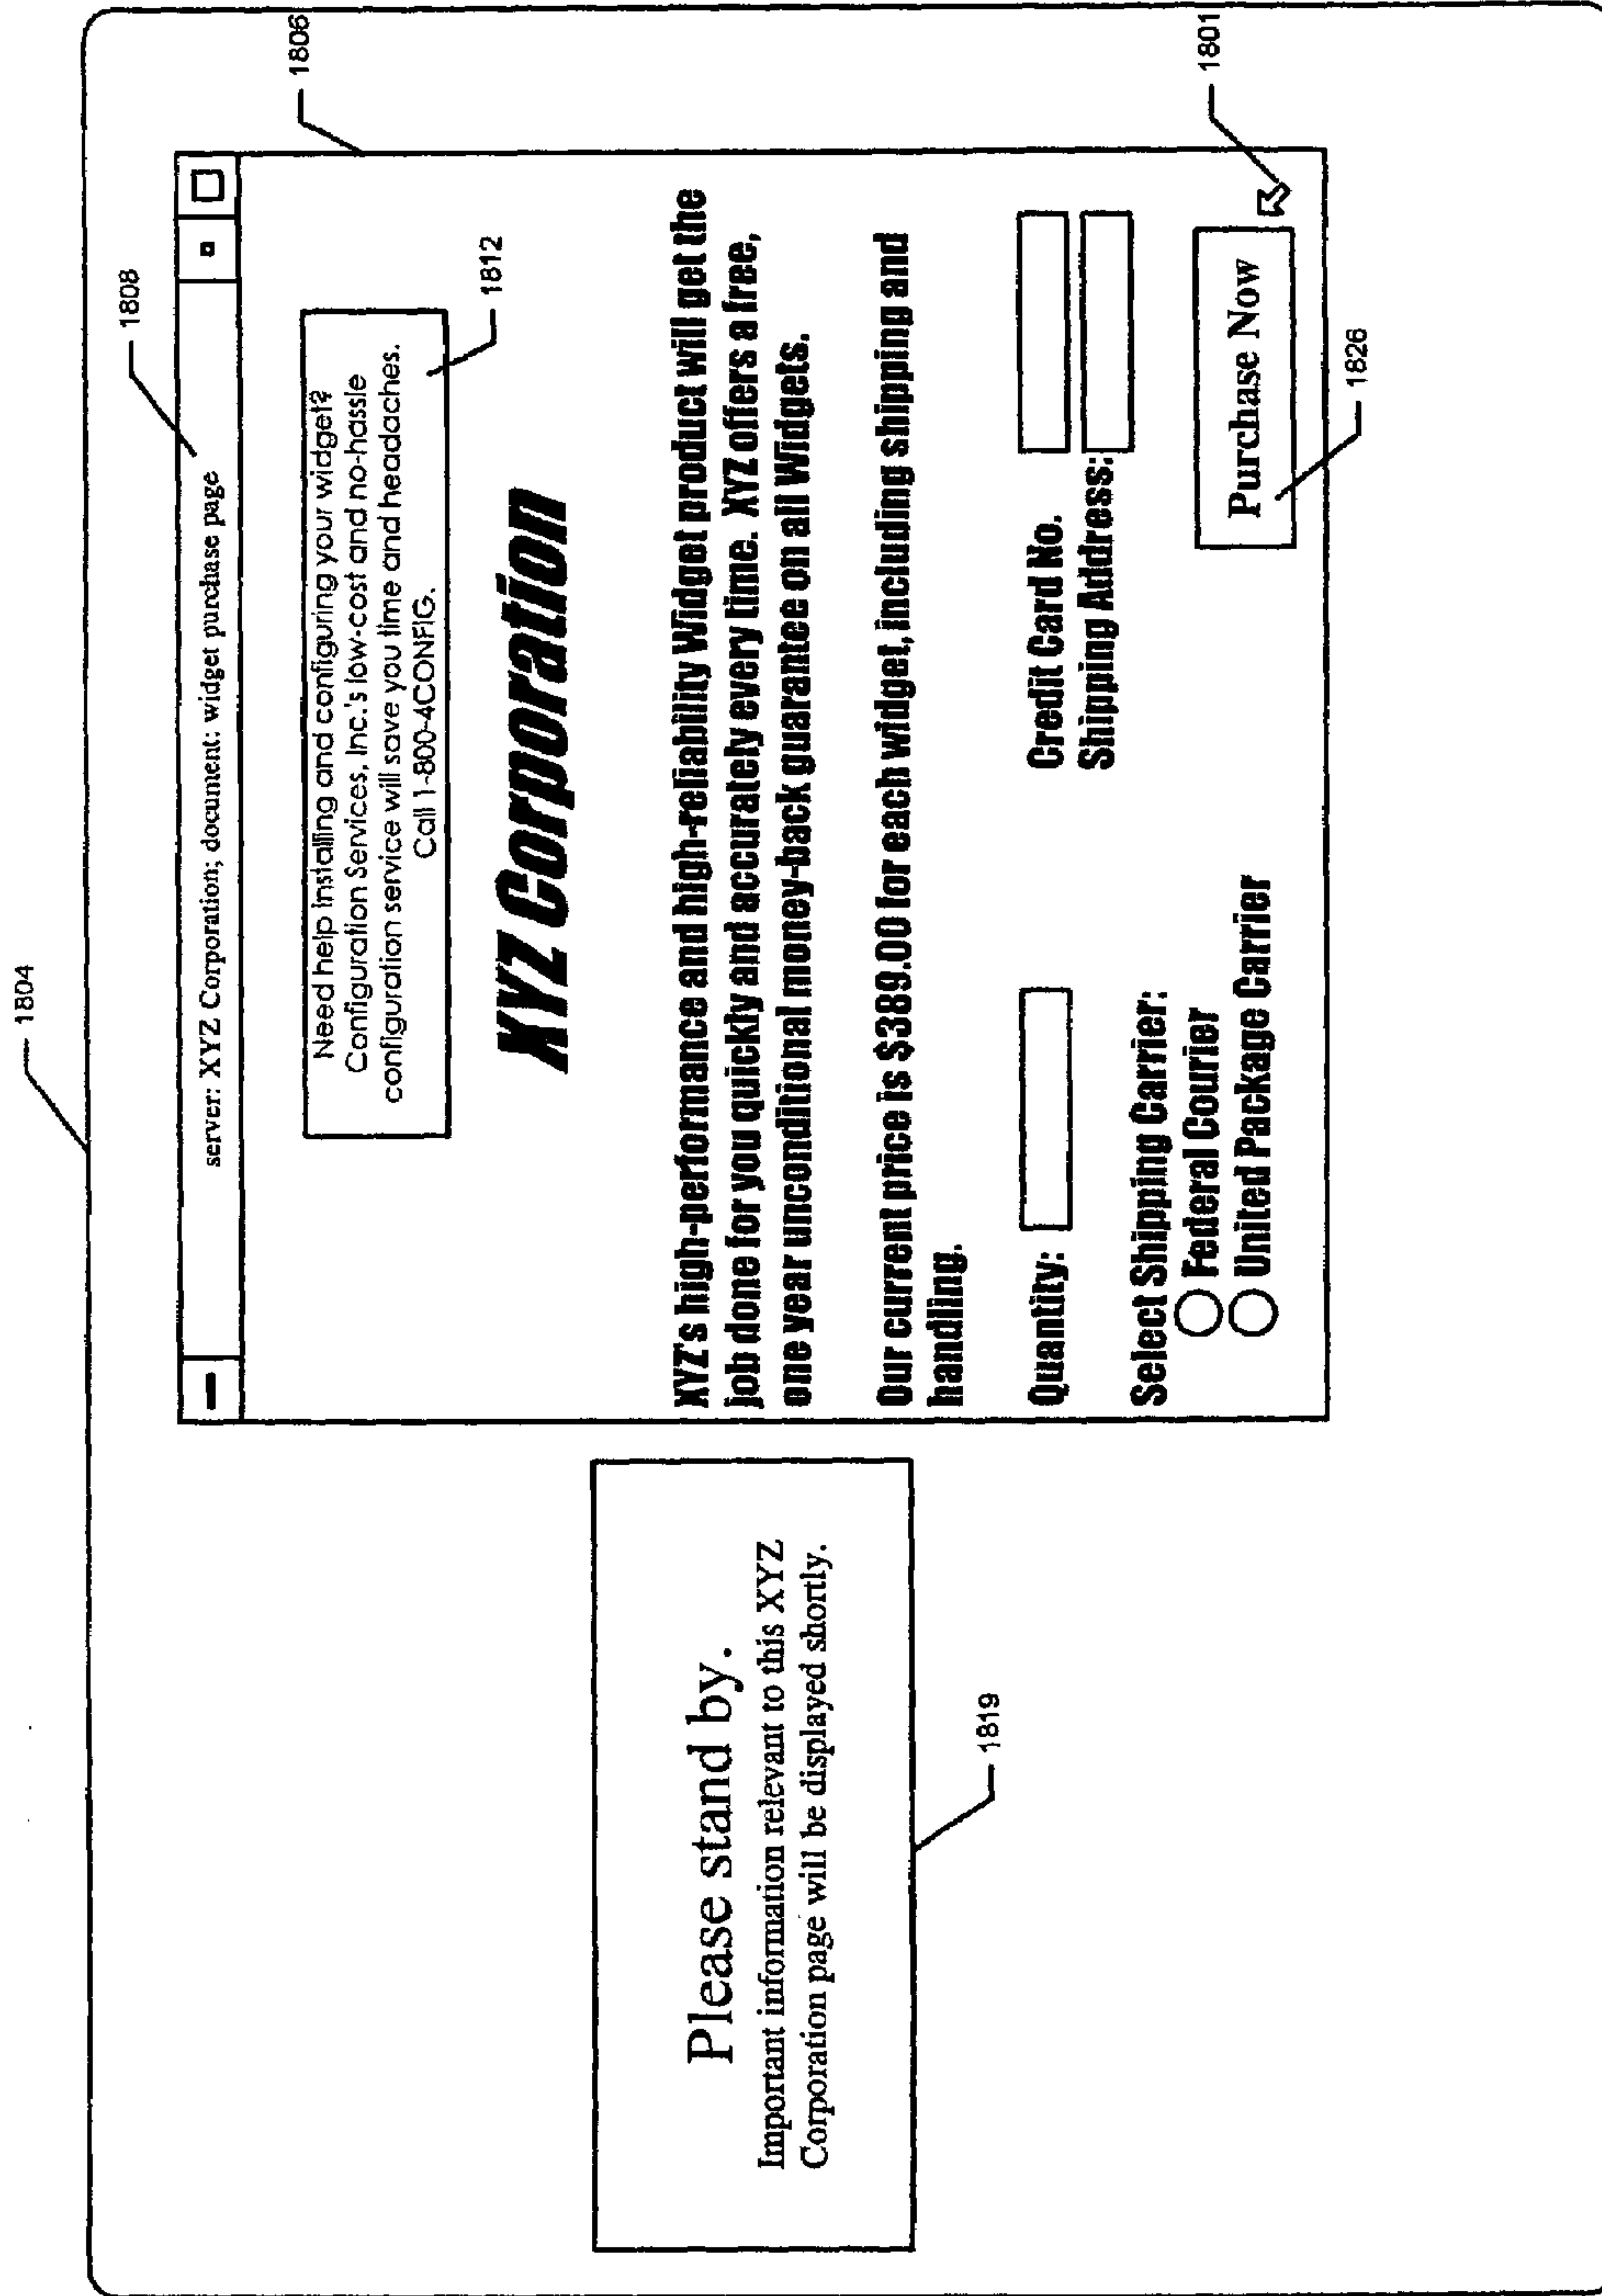 1804
1808
1806
server: XYZ Corporation; document: widget purchase page
Need help installing and configuring your widget?
Configuration Services, Inc.'s low-cost and no-hassle
configuration service will save you time and headaches.
Call 1-800-4CONFIG.
1812
XYZ Corporation
XYZ's high-performance and high-reliability Widget product will get the
job done for you quickly and accurately every time. XYZ offers a free,
one year unconditional money-back guarantee on all Widgets.
Our current price is $389.00 for each widget, including shipping and
handling.
Quantity:
Credit Card No.
Shipping Address:
Select Shipping Carrier:
Federal Courier
United Package Carrier
Purchase Now
1801
1826
Please stand by.
Important information relevant to this XYZ
Corporation page will be displayed shortly.
1819